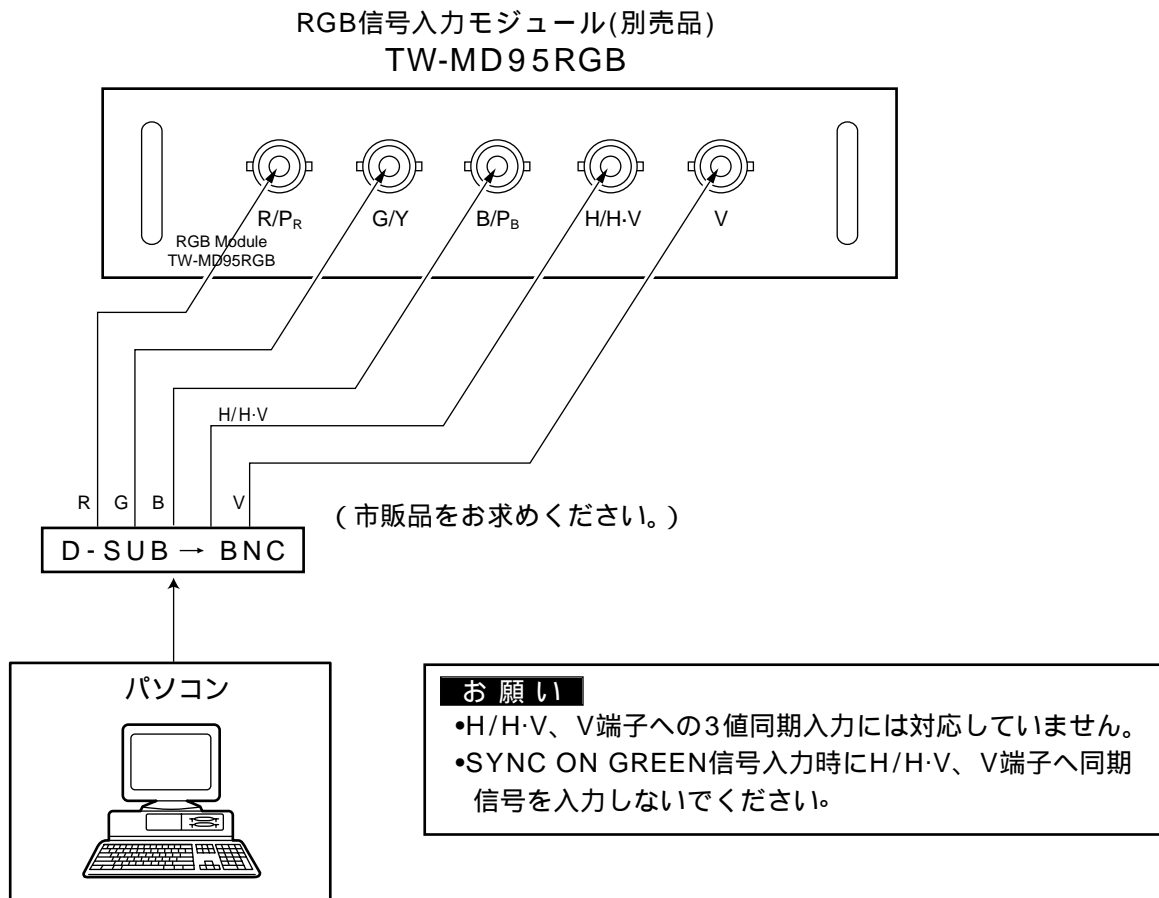 RGB信号入力モジュール(別売品)
TW-MD95RGB
R/PR G/Y B/PB H/H·V V
RGB Module
TW-MD95RGB
H/H·V
R G B V
(市販品をお求めください。)
D-SUB → BNC
パソコン
お願い
•H/H·V、V端子への3値同期入力には対応していません。
•SYNC ON GREEN信号入力時にH/H·V、V端子へ同期
信号を入力しないでください。